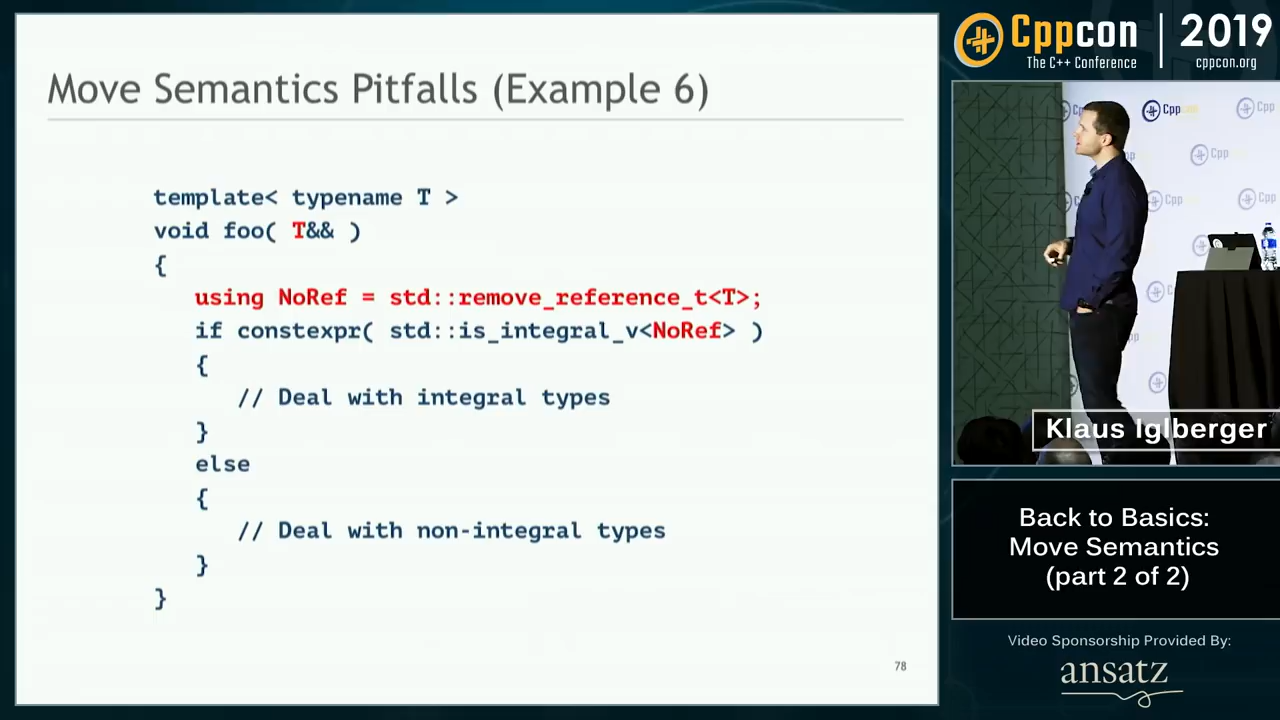 Move Semantics Pitfalls (Example 6)
template< typename T >
void foo( T&& )
{
using NoRef = std::remove_reference_t<T>;
if constexpr( std::is_integral_v<NoRef> )
{
// Deal with integral types
}
else
{
// Deal with non-integral types
}
}
78
Cppcon | 2019
The C++ Conference cppcon.org
Klaus Iglberger
Back to Basics:
Move Semantics
(part 2 of 2)
Video Sponsorship Provided By:
ansatz